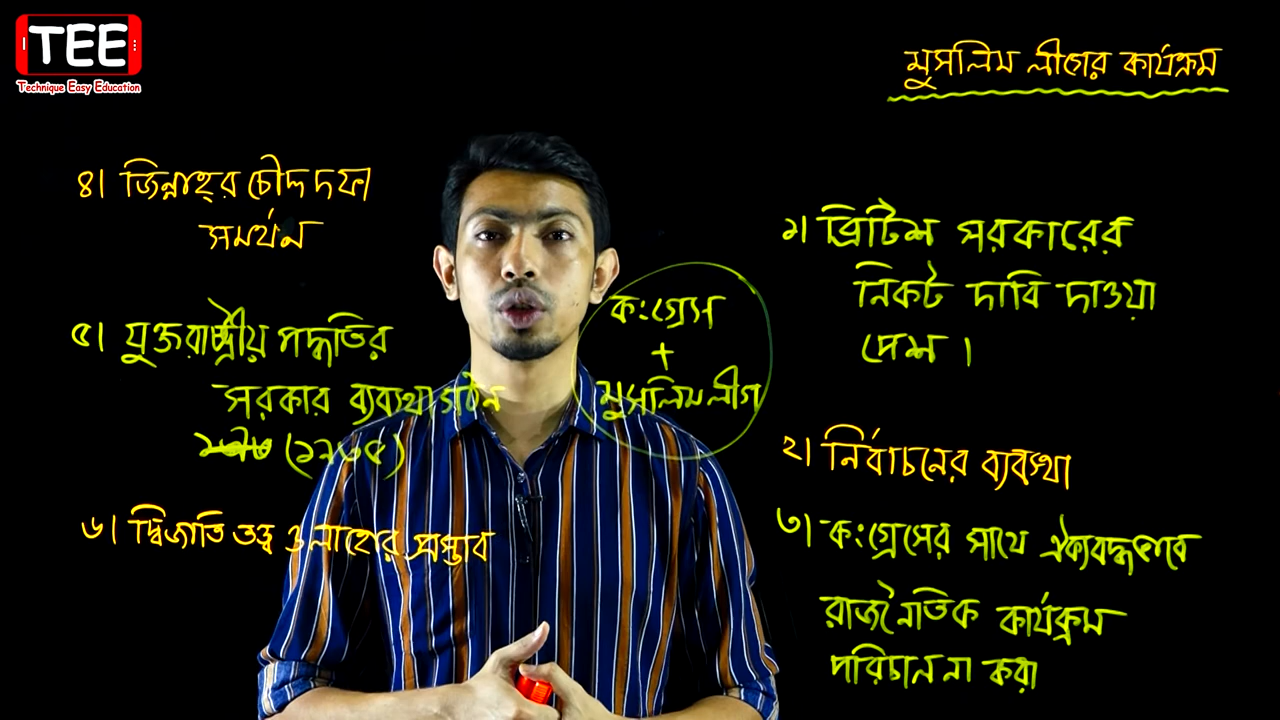 TEE
Technique Easy Education
মুসলিম লীগের কার্যক্রম
১। ব্রিটিশ সরকারের
নিকট দাবি দাওয়া
পেশ।
২। নির্বাচনের ব্যবস্থা
৩। কংগ্রেসের সাথে ঐক্যবদ্ধভাবে
রাজনৈতিক কার্যক্রম
পরিচালনা করা
কংগ্রেস
+
মুসলিম লীগ
৪। জিন্নাহ্‌র চৌদ্দ দফা
সমর্থন
৫। যুক্তরাষ্ট্রীয় পদ্ধতির
সরকার ব্যবস্থা গঠন
(১৯৩৫)
৬। দ্বিজাতি তত্ত্ব ও লাহোর প্রস্তাব